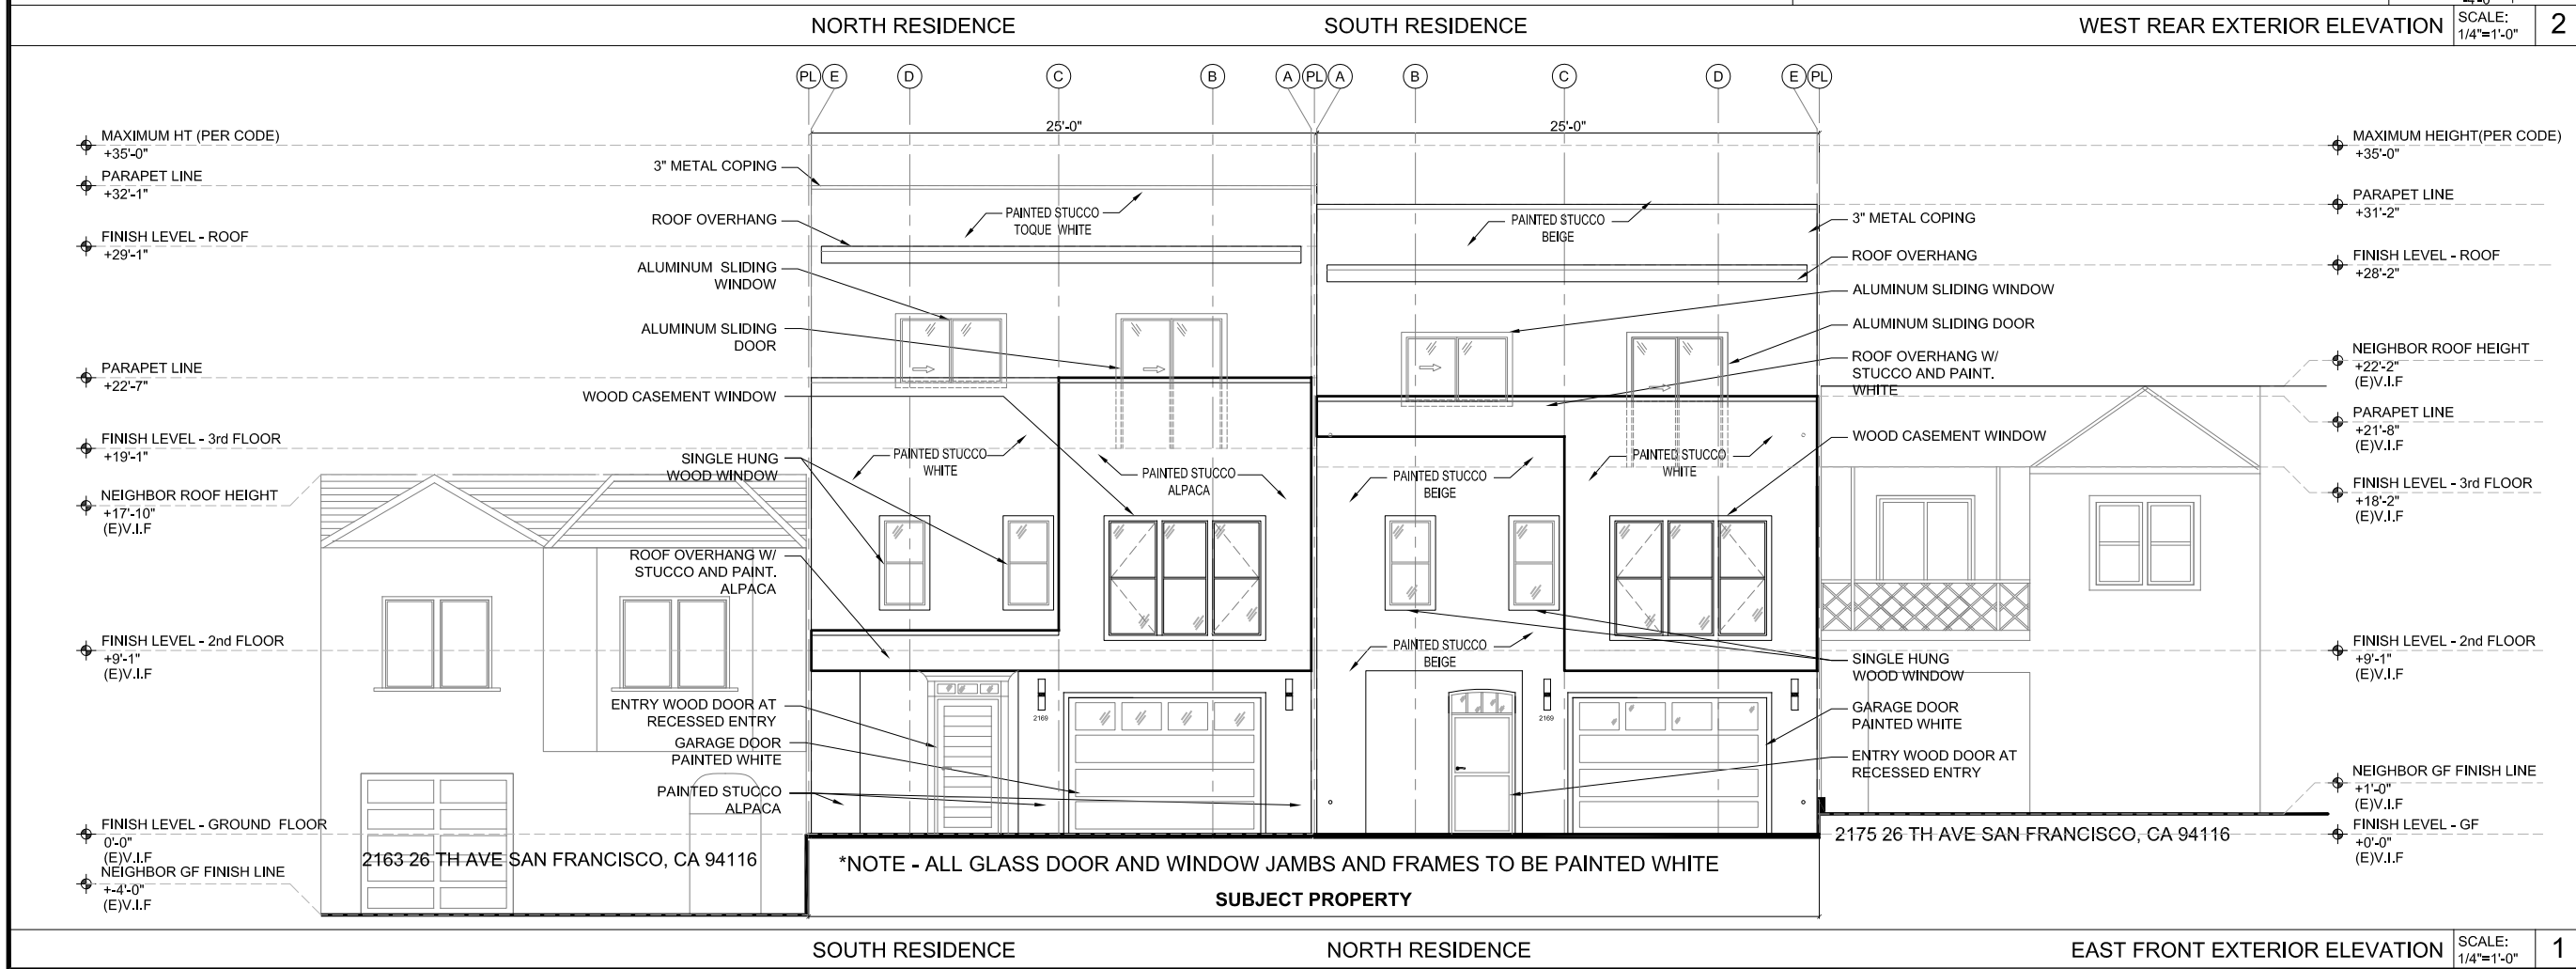 NORTH RESIDENCE
SOUTH RESIDENCE
WEST REAR EXTERIOR ELEVATION
SCALE:
1/4"=1'-0"
2
PL
E
D
C
B
A
PL
A
B
C
D
E
PL
25'-0"
25'-0"
MAXIMUM HT (PER CODE)
+35'-0"
PARAPET LINE
+32'-1"
FINISH LEVEL - ROOF
+29'-1"
PARAPET LINE
+22'-7"
FINISH LEVEL - 3rd FLOOR
+19'-1"
NEIGHBOR ROOF HEIGHT
+17'-10"
(E)V.I.F
FINISH LEVEL - 2nd FLOOR
+9'-1"
(E)V.I.F
FINISH LEVEL - GROUND FLOOR
0'-0"
(E)V.I.F
NEIGHBOR GF FINISH LINE
+-4'-0"
(E)V.I.F
3" METAL COPING
ROOF OVERHANG
ALUMINUM SLIDING
WINDOW
ALUMINUM SLIDING
DOOR
WOOD CASEMENT WINDOW
SINGLE HUNG
WOOD WINDOW
ROOF OVERHANG W/
STUCCO AND PAINT.
ALPACA
ENTRY WOOD DOOR AT
RECESSED ENTRY
GARAGE DOOR
PAINTED WHITE
PAINTED STUCCO
ALPACA
PAINTED STUCCO
TOQUE WHITE
PAINTED STUCCO
WHITE
PAINTED STUCCO
ALPACA
2169
PAINTED STUCCO
BEIGE
PAINTED STUCCO
BEIGE
PAINTED STUCCO
WHITE
PAINTED STUCCO
BEIGE
2169
3" METAL COPING
ROOF OVERHANG
ALUMINUM SLIDING WINDOW
ALUMINUM SLIDING DOOR
ROOF OVERHANG W/
STUCCO AND PAINT.
WHITE
WOOD CASEMENT WINDOW
SINGLE HUNG
WOOD WINDOW
GARAGE DOOR
PAINTED WHITE
ENTRY WOOD DOOR AT
RECESSED ENTRY
MAXIMUM HEIGHT(PER CODE)
+35'-0"
PARAPET LINE
+31'-2"
FINISH LEVEL - ROOF
+28'-2"
NEIGHBOR ROOF HEIGHT
+22'-2"
(E)V.I.F
PARAPET LINE
+21'-8"
(E)V.I.F
FINISH LEVEL - 3rd FLOOR
+18'-2"
(E)V.I.F
FINISH LEVEL - 2nd FLOOR
+9'-1"
(E)V.I.F
NEIGHBOR GF FINISH LINE
+1'-0"
(E)V.I.F
FINISH LEVEL - GF
+0'-0"
(E)V.I.F
2163 26 TH AVE SAN FRANCISCO, CA 94116
*NOTE - ALL GLASS DOOR AND WINDOW JAMBS AND FRAMES TO BE PAINTED WHITE
2175 26 TH AVE SAN FRANCISCO, CA 94116
SUBJECT PROPERTY
SOUTH RESIDENCE
NORTH RESIDENCE
EAST FRONT EXTERIOR ELEVATION
SCALE:
1/4"=1'-0"
1